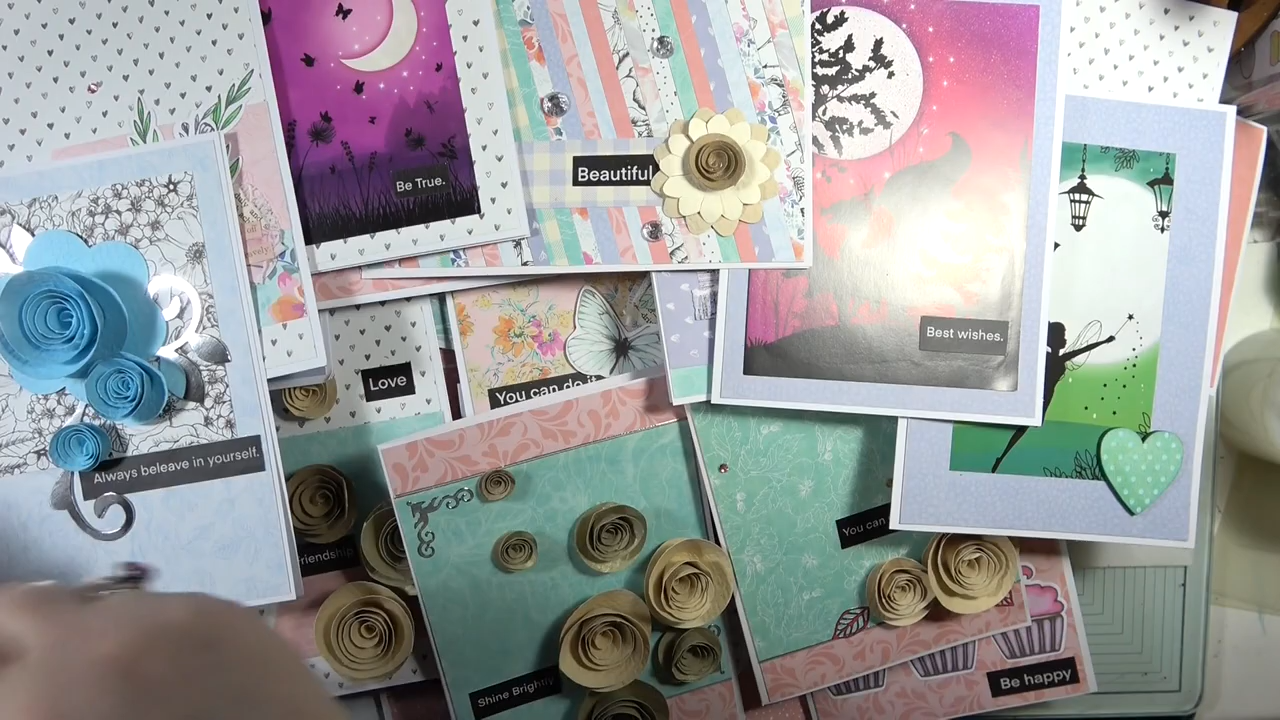 Be True.
Beautiful
Best wishes.
Love
You can do it
Always beleave in yourself.
You can
friendship
Shine Brightly
Be happy